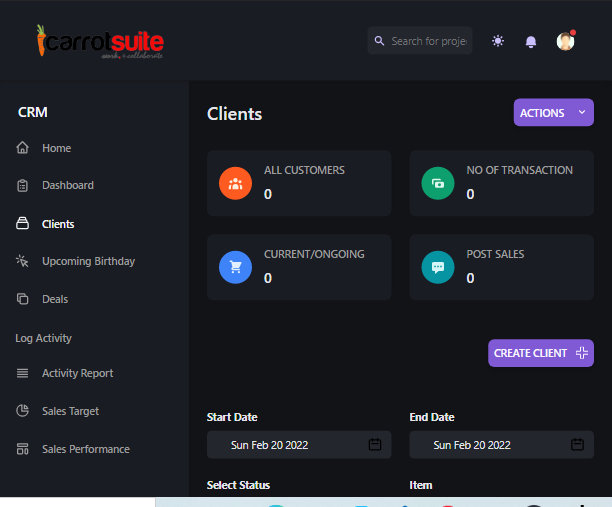 carrotsuite
work, + collaborate
Search for proje
CRM
Home
Dashboard
Clients
Upcoming Birthday
Deals
Log Activity
Activity Report
Sales Target
Sales Performance
Clients
ACTIONS
ALL CUSTOMERS
0
NO OF TRANSACTION
0
CURRENT/ONGOING
0
POST SALES
0
CREATE CLIENT
Start Date
End Date
Sun Feb 20 2022
Sun Feb 20 2022
Select Status
Item